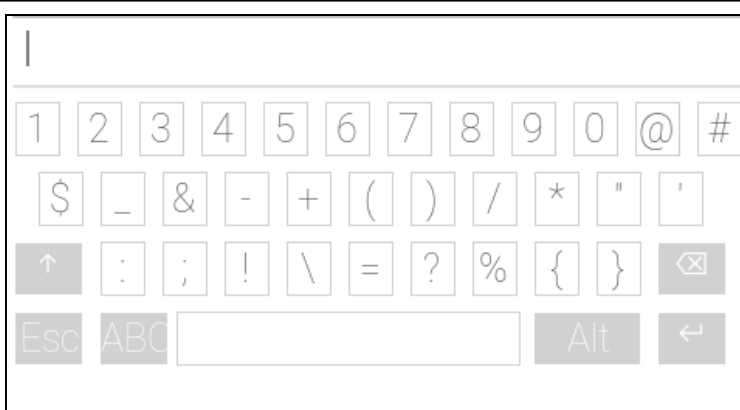 1 2 3 4 5 6 7 8 9 0 @ #
$ _ & - + ( ) / * " '
↑ : ; ! \ = ? % { } ⌫
Esc ABC Alt ↵